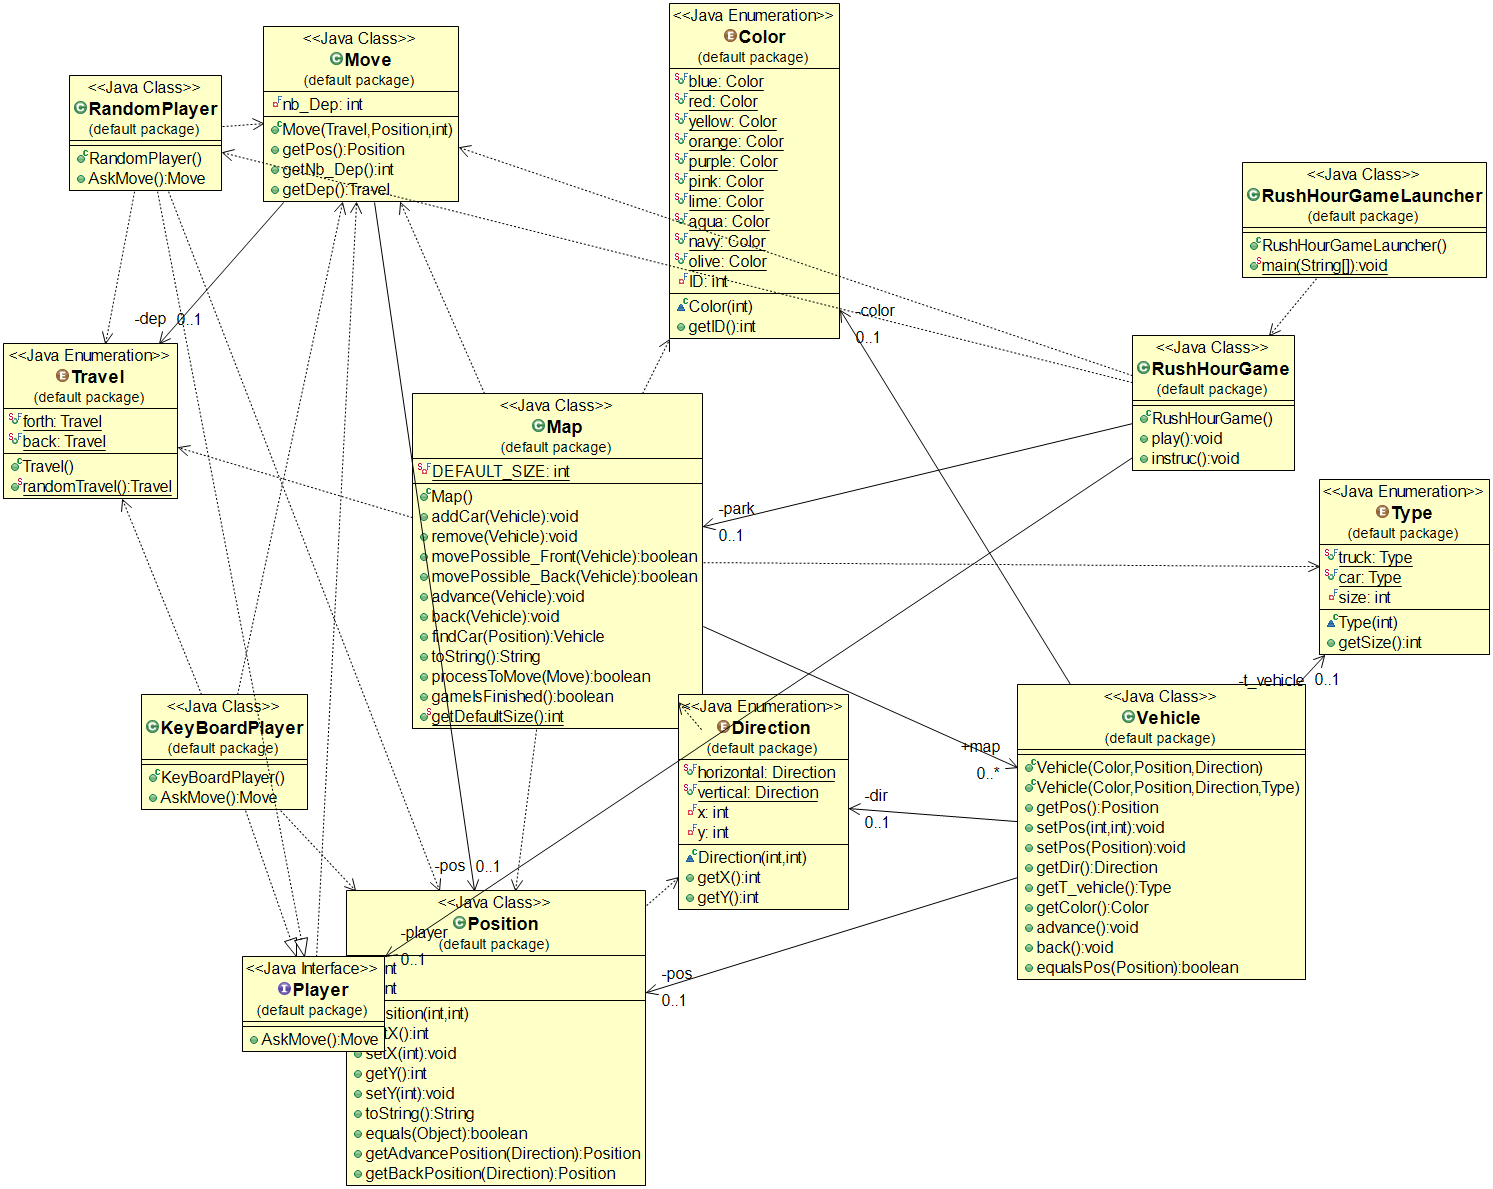 <<Java Class>>
Move
(default package)
nb_Dep: int
Move(Travel,Position,int)
getPos():Position
getNb_Dep():int
getDep():Travel
<<Java Enumeration>>
Color
(default package)
blue: Color
red: Color
yellow: Color
orange: Color
purple: Color
pink: Color
lime: Color
aqua: Color
navy: Color
olive: Color
ID: int
Color(int)
getID():int
<<Java Class>>
RandomPlayer
(default package)
RandomPlayer()
AskMove():Move
<<Java Class>>
RushHourGameLauncher
(default package)
RushHourGameLauncher()
main(String[]):void
-dep 0..1
-color
0..1
<<Java Enumeration>>
Travel
(default package)
forth: Travel
back: Travel
Travel()
randomTravel():Travel
<<Java Class>>
RushHourGame
(default package)
RushHourGame()
play():void
instruc():void
<<Java Class>>
Map
(default package)
DEFAULT_SIZE: int
Map()
addCar(Vehicle):void
remove(Vehicle):void
movePossible_Front(Vehicle):boolean
movePossible_Back(Vehicle):boolean
advance(Vehicle):void
back(Vehicle):void
findCar(Position):Vehicle
toString():String
processToMove(Move):boolean
gameIsFinished():boolean
getDefaultSize():int
-park
0..1
<<Java Enumeration>>
Type
(default package)
truck: Type
car: Type
size: int
Type(int)
getSize():int
-t_vehicle 0..1
<<Java Class>>
KeyBoardPlayer
(default package)
KeyBoardPlayer()
AskMove():Move
<<Java Enumeration>>
Direction
(default package)
horizontal: Direction
vertical: Direction
x: int
y: int
Direction(int,int)
getX():int
getY():int
+map
0..*
-dir
0..1
<<Java Class>>
Vehicle
(default package)
Vehicle(Color,Position,Direction)
Vehicle(Color,Position,Direction,Type)
getPos():Position
setPos(int,int):void
setPos(Position):void
getDir():Direction
getT_vehicle():Type
getColor():Color
advance():void
back():void
equalsPos(Position):boolean
-pos 0..1
<<Java Class>>
Position
(default package)
-player
0..1
-pos
0..1
<<Java Interface>>
Player
(default package)
AskMove():Move
nt
nt
sition(int,int)
tX():int
setX(int):void
getY():int
setY(int):void
toString():String
equals(Object):boolean
getAdvancePosition(Direction):Position
getBackPosition(Direction):Position